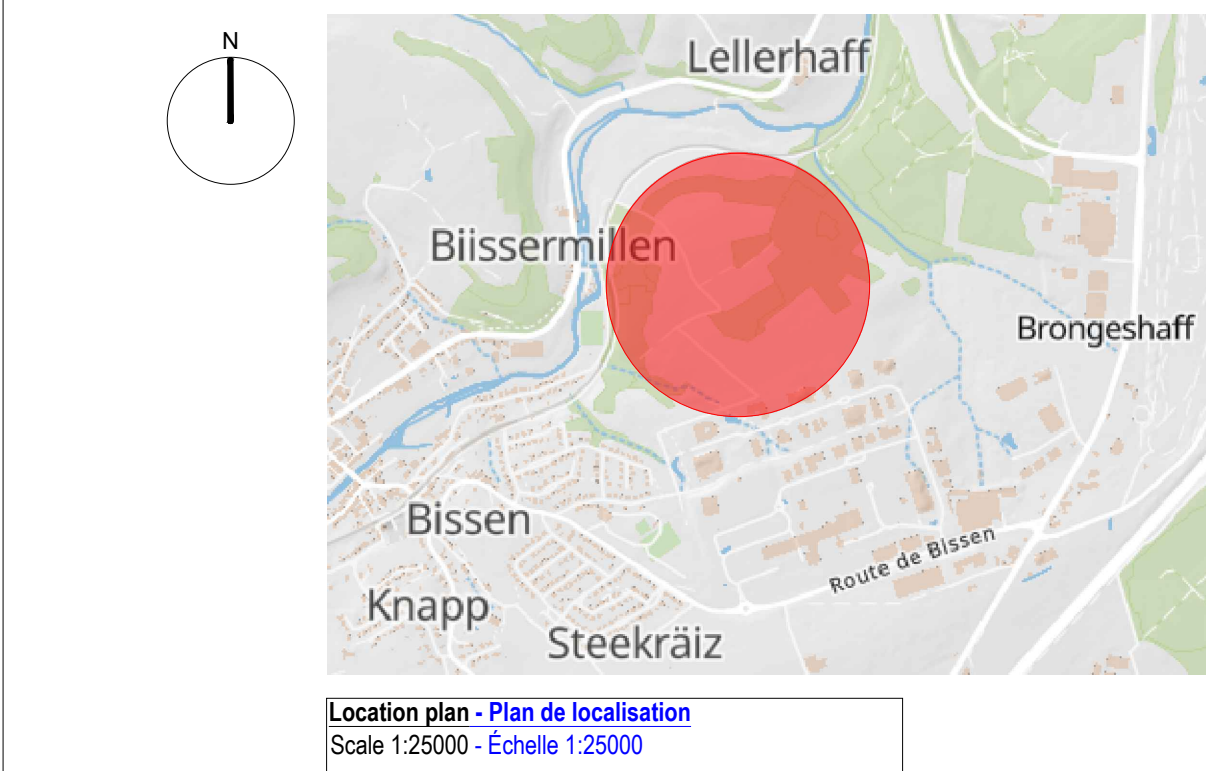 N
Lellerhaff
Biissermillen
Brongeshaff
Bissen
Route de Bissen
Knapp
Steekräiz
Location plan - Plan de localisation
Scale 1:25000 - Échelle 1:25000